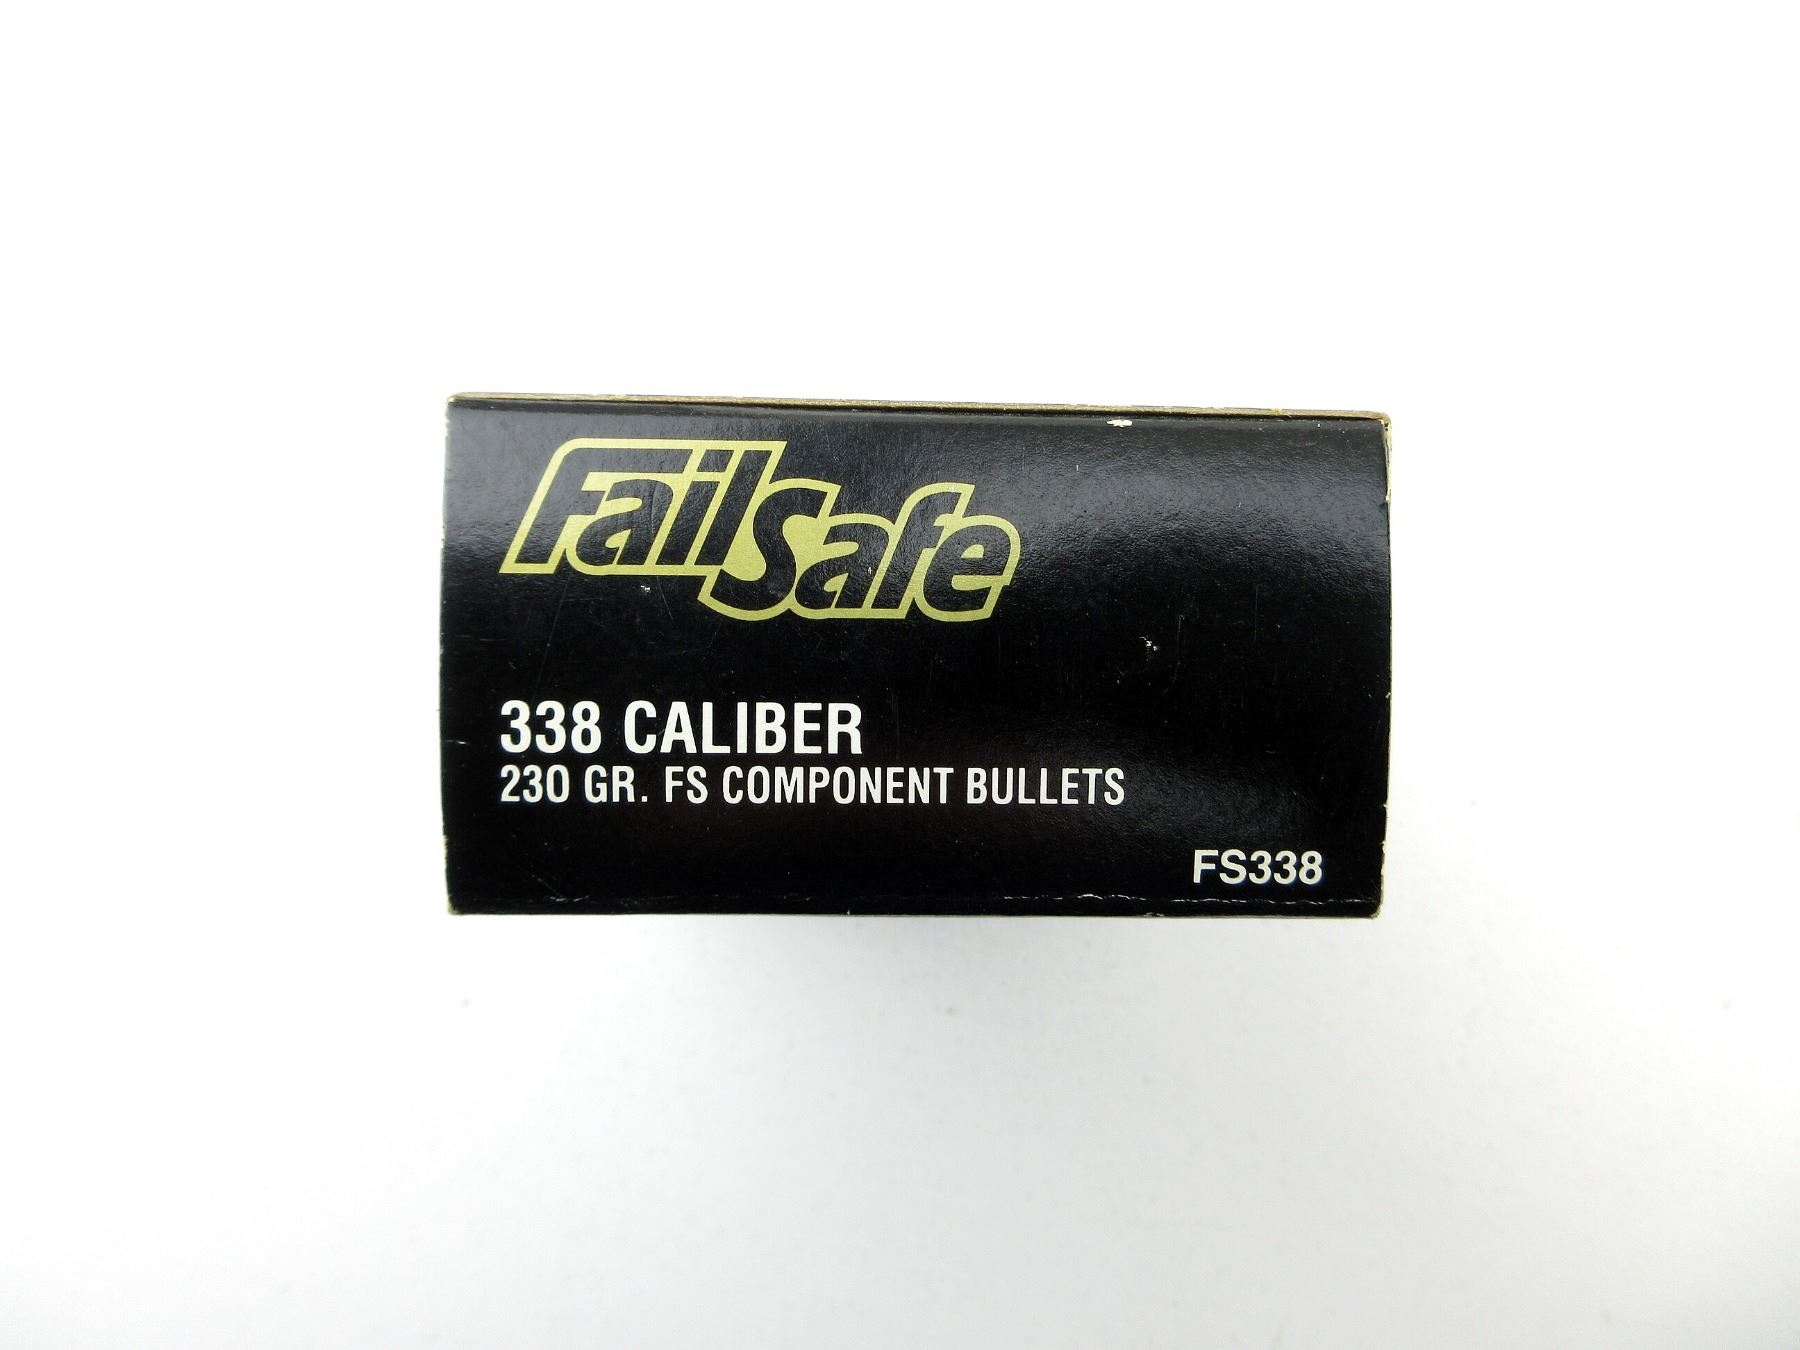 FailSafe
338 CALIBER
230 GR. FS COMPONENT BULLETS
FS338